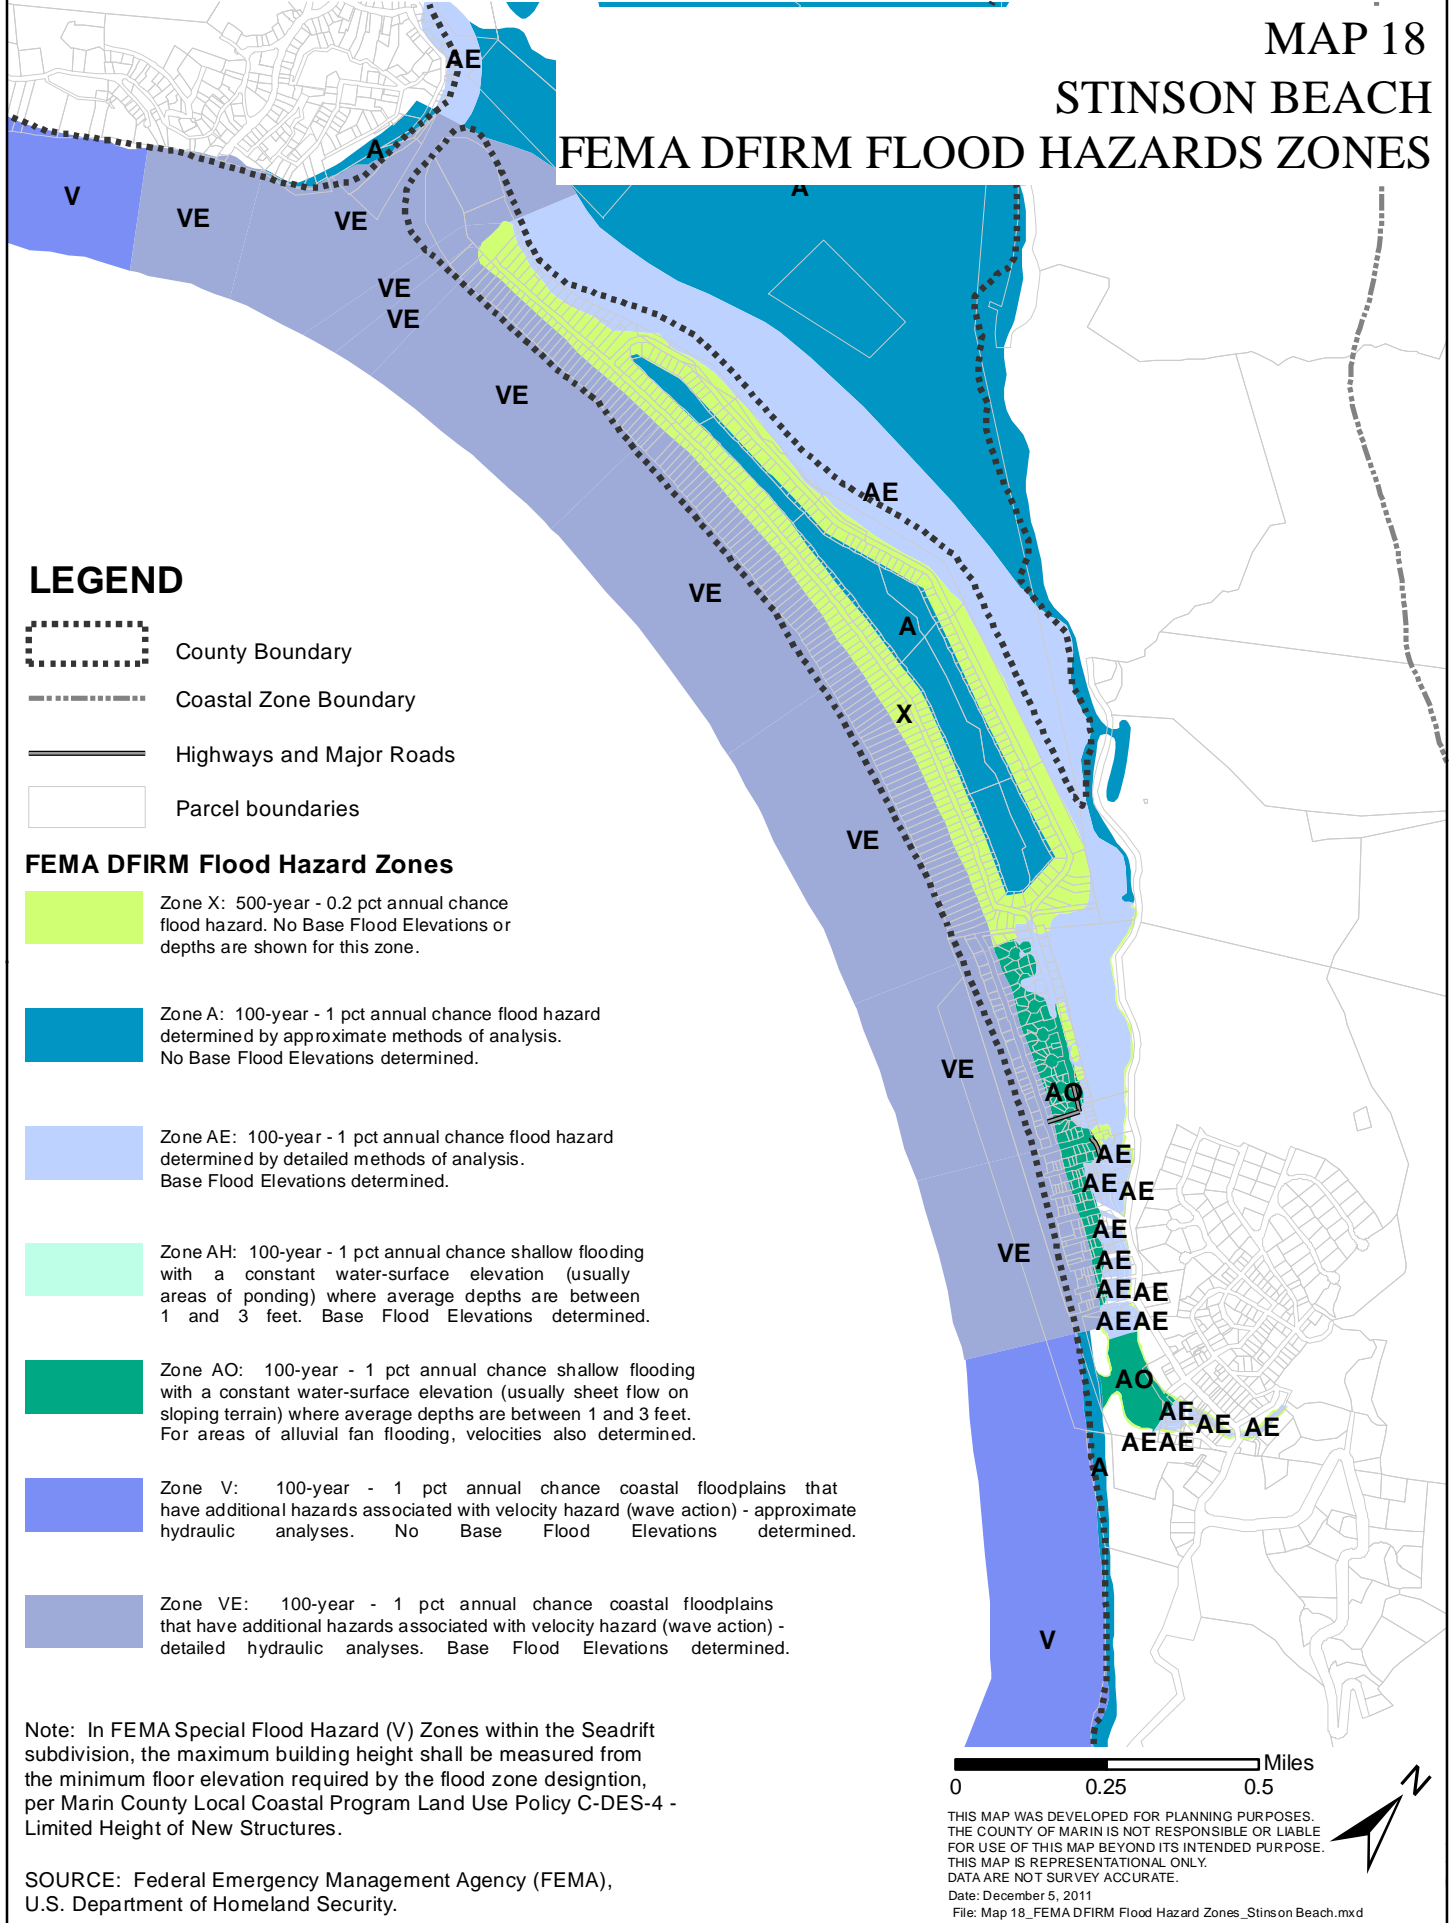 MAP 18
STINSON BEACH
FEMA DFIRM FLOOD HAZARDS ZONES
AE
A
V
VE
VE
A
VE
VE
VE
AE
VE
A
X
VE
VE
AO
AE
AE AE
AE
VE
AE
AE AE
AE AE
AO
AE
AE AE
AE AE
A
V
LEGEND
County Boundary
Coastal Zone Boundary
Highways and Major Roads
Parcel boundaries
FEMA DFIRM Flood Hazard Zones
Zone X: 500-year - 0.2 pct annual chance
flood hazard. No Base Flood Elevations or
depths are shown for this zone.
Zone A: 100-year - 1 pct annual chance flood hazard
determined by approximate methods of analysis.
No Base Flood Elevations determined.
Zone AE: 100-year - 1 pct annual chance flood hazard
determined by detailed methods of analysis.
Base Flood Elevations determined.
Zone AH: 100-year - 1 pct annual chance shallow flooding
with a constant water-surface elevation (usually
areas of ponding) where average depths are between
1 and 3 feet. Base Flood Elevations determined.
Zone AO: 100-year - 1 pct annual chance shallow flooding
with a constant water-surface elevation (usually sheet flow on
sloping terrain) where average depths are between 1 and 3 feet.
For areas of alluvial fan flooding, velocities also determined.
Zone V: 100-year - 1 pct annual chance coastal floodplains that
have additional hazards associated with velocity hazard (wave action) - approximate
hydraulic analyses. No Base Flood Elevations determined.
Zone VE: 100-year - 1 pct annual chance coastal floodplains
that have additional hazards associated with velocity hazard (wave action) -
detailed hydraulic analyses. Base Flood Elevations determined.
Note: In FEMA Special Flood Hazard (V) Zones within the Seadrift
subdivision, the maximum building height shall be measured from
the minimum floor elevation required by the flood zone designtion,
per Marin County Local Coastal Program Land Use Policy C-DES-4 -
Limited Height of New Structures.
SOURCE: Federal Emergency Management Agency (FEMA),
U.S. Department of Homeland Security.
Miles
0 0.25 0.5
N
THIS MAP WAS DEVELOPED FOR PLANNING PURPOSES.
THE COUNTY OF MARIN IS NOT RESPONSIBLE OR LIABLE
FOR USE OF THIS MAP BEYOND ITS INTENDED PURPOSE.
THIS MAP IS REPRESENTATIONAL ONLY.
DATA ARE NOT SURVEY ACCURATE.
Date: December 5, 2011
File: Map 18_FEMA DFIRM Flood Hazard Zones_Stinson Beach.mxd